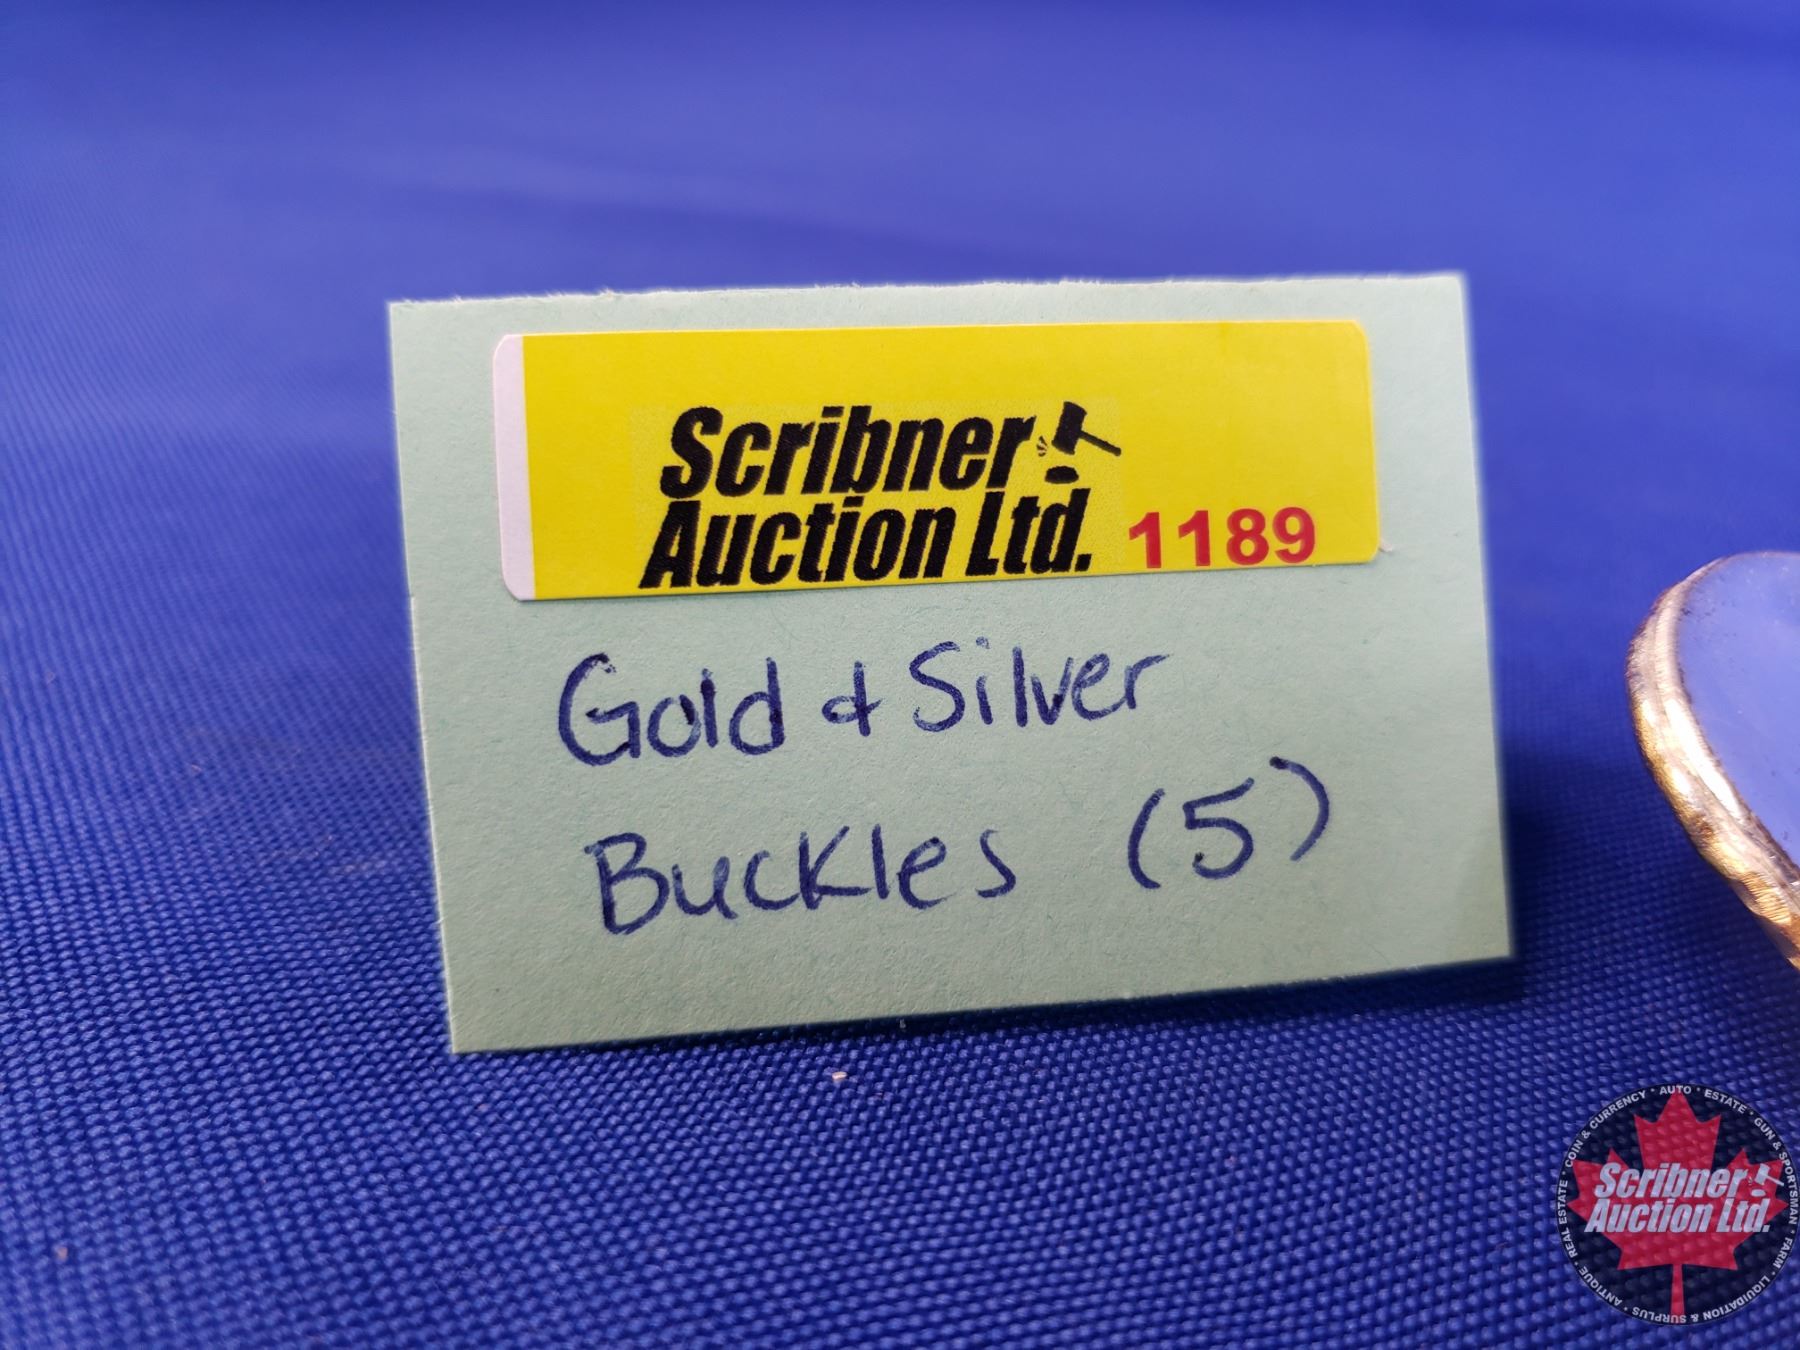 Scribner
Auction Ltd. 1189
Gold & Silver
Buckles (5)
COIN & CURRENCY • AUTO • ESTATE • GUN & SPORTSMAN • FARM • LIQUIDATION & SURPLUS • ANTIQUE • REAL ESTATE •
Scribner
Auction Ltd.